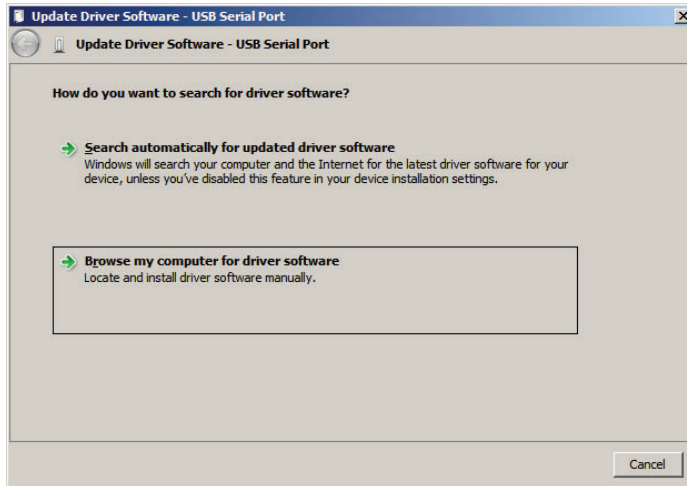 Update Driver Software - USB Serial Port
Update Driver Software - USB Serial Port
How do you want to search for driver software?
Search automatically for updated driver software
Windows will search your computer and the Internet for the latest driver software for your
device, unless you've disabled this feature in your device installation settings.
Browse my computer for driver software
Locate and install driver software manually.
Cancel